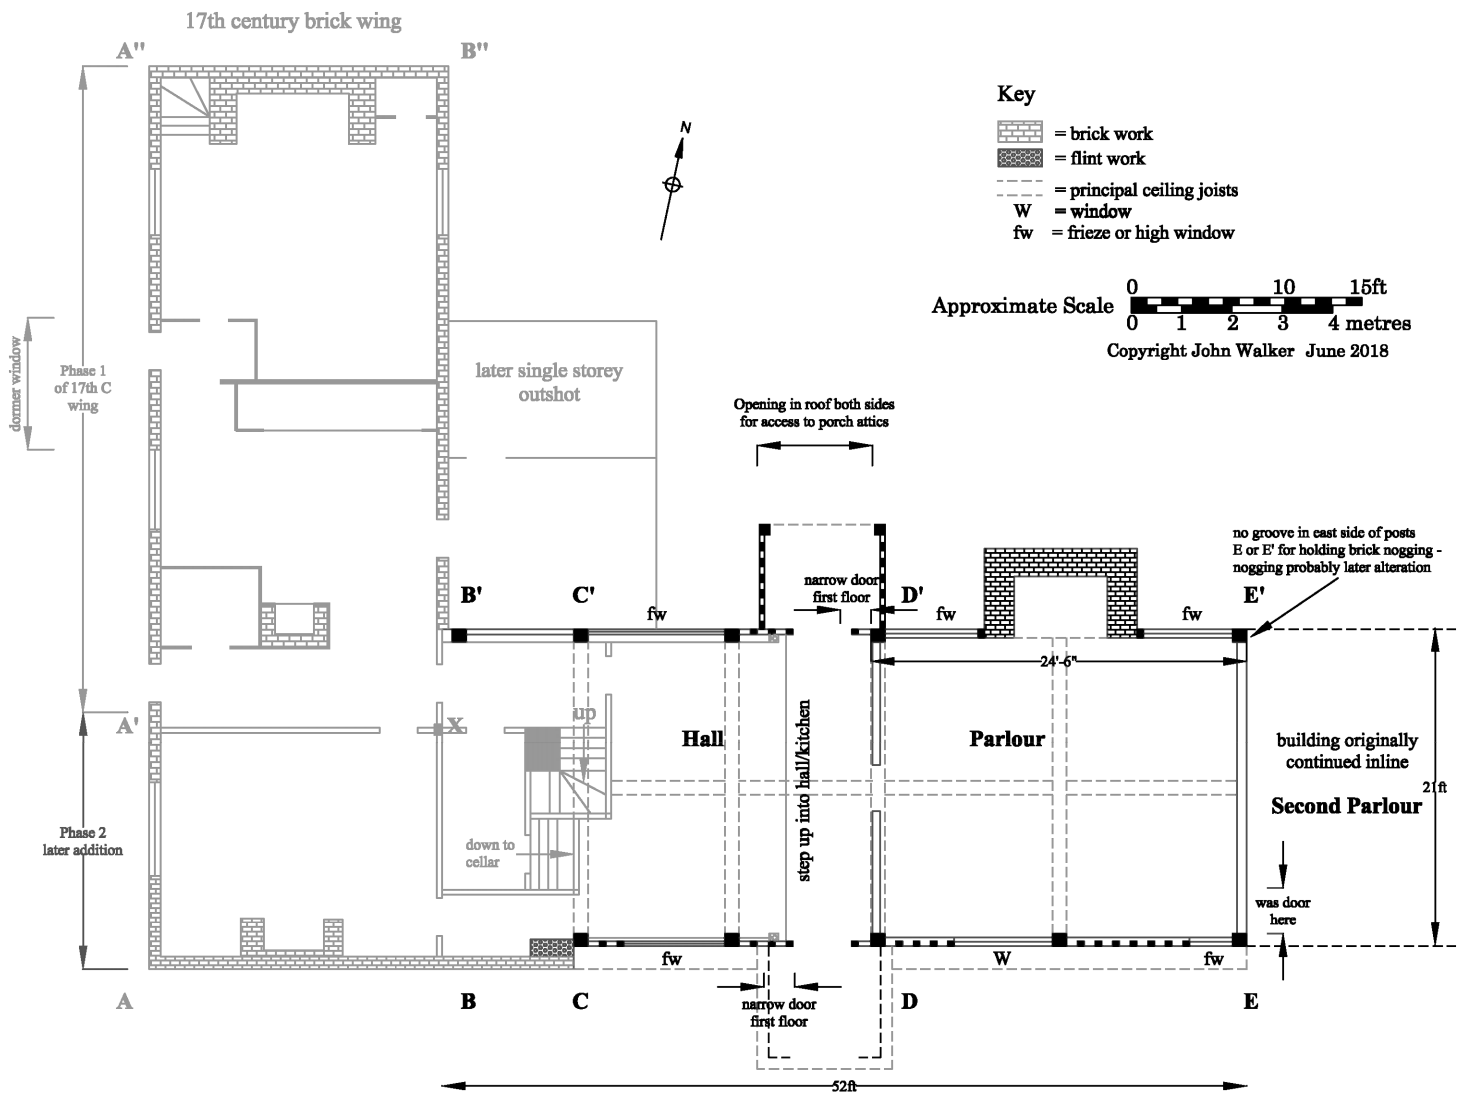 17th century brick wing
A"
B"
N
Key
= brick work
= flint work
= principal ceiling joists
W = window
fw = frieze or high window
Approximate Scale
0 10 15ft
0 1 2 3 4 metres
Copyright John Walker June 2018
dormer window
Phase 1
of 17th C
wing
later single storey
outshot
Opening in roof both sides
for access to porch attics
no groove in east side of posts
E or E' for holding brick nogging -
nogging probably later alteration
narrow door
first floor
B'
C'
fw
D'
fw
fw
E'
24'-6"
A'
X
up
Hall
step up into hall/kitchen
Parlour
building originally
continued inline
21ft
Second Parlour
Phase 2
later addition
down to
cellar
was door
here
fw
W
fw
A
B
C
narrow door
first floor
D
E
52ft